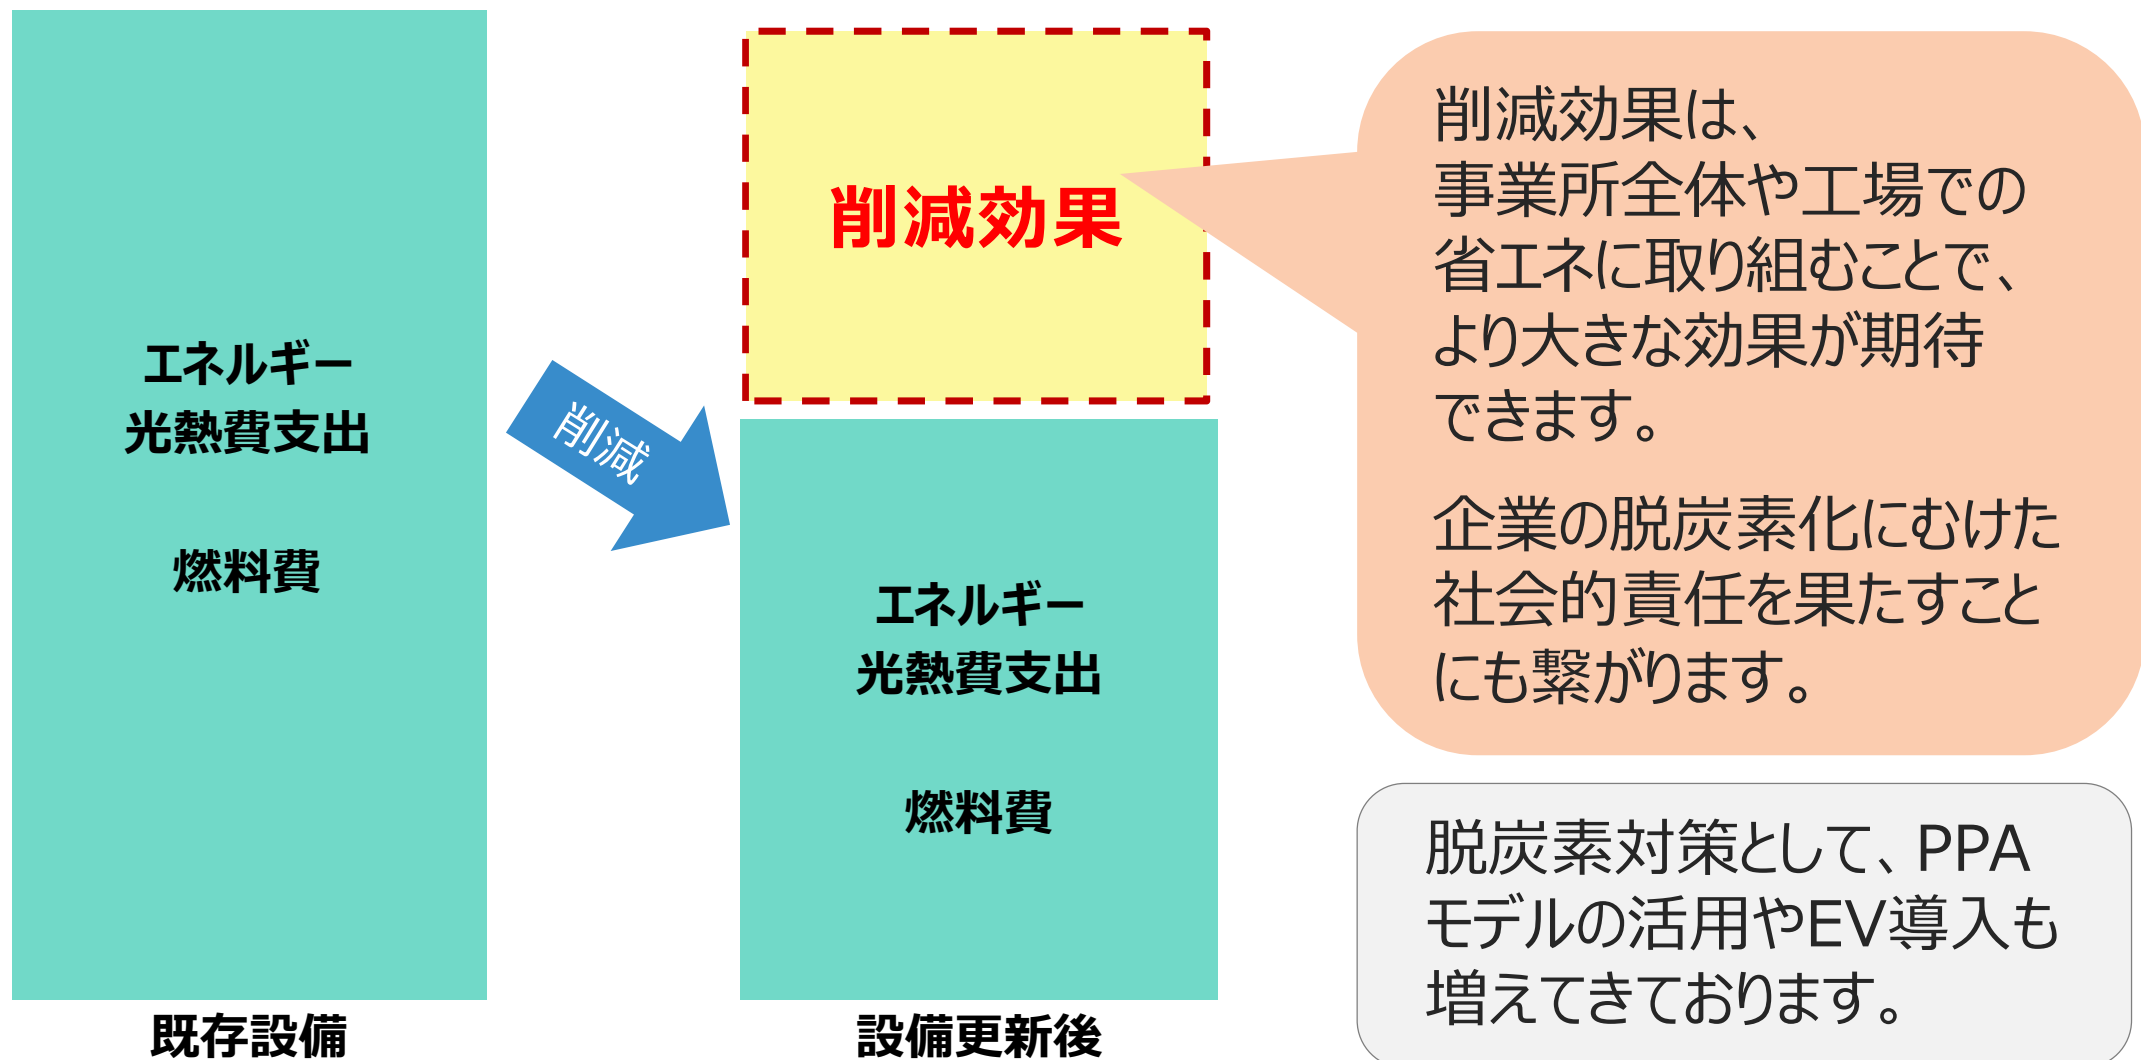 エネルギー
光熱費支出
燃料費
既存設備
削減
削減効果
エネルギー
光熱費支出
燃料費
設備更新後
削減効果は、
事業所全体や工場での
省エネに取り組むことで、
より大きな効果が期待
できます。
企業の脱炭素化にむけた
社会的責任を果たすこと
にも繋がります。
脱炭素対策として、PPA
モデルの活用やEV導入も
増えてきております。